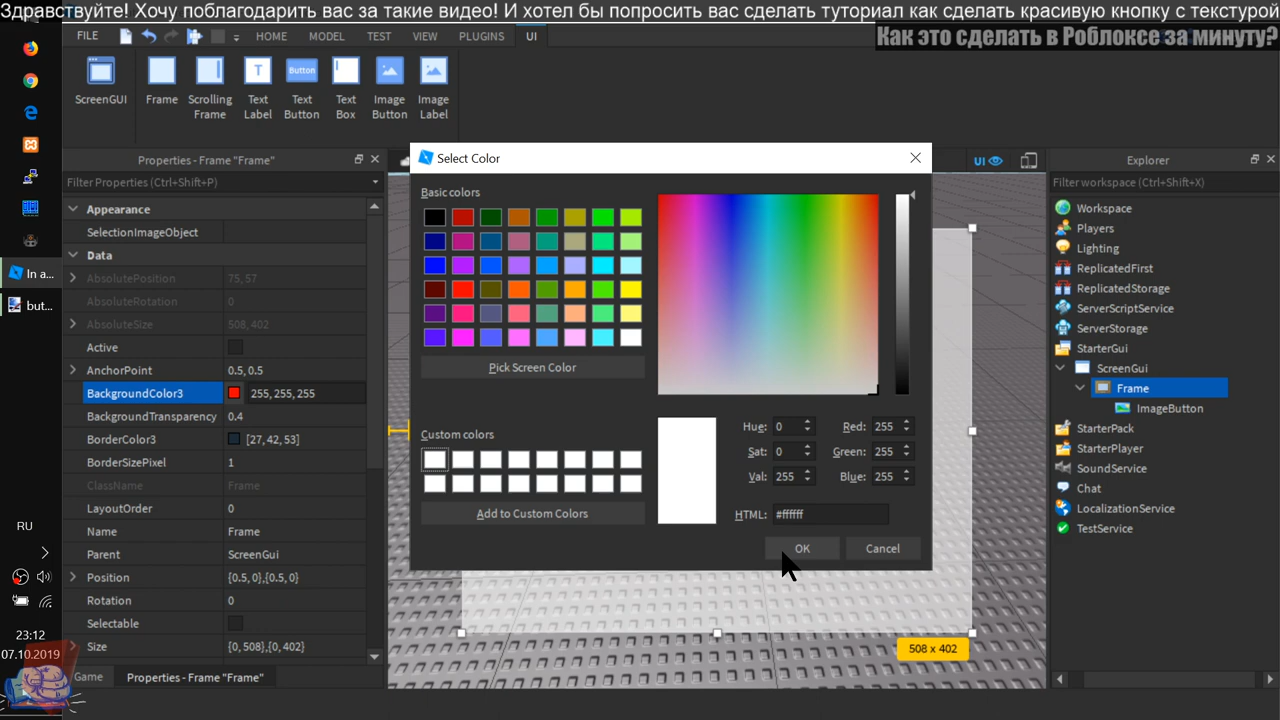 Здравствуйте! Хочу поблагодарить вас за такие видео! И хотел бы попросить вас сделать туториал как сделать красивую кнопку с текстурой
Как это сделать в Роблоксе за минуту?
FILE HOME MODEL TEST VIEW PLUGINS UI
ScreenGUI
Frame
Scrolling
Frame
Text
Label
Button
Text
Button
Text
Box
Image
Button
Image
Label
T
Properties - Frame "Frame"
Filter Properties (Ctrl+Shift+P)
Appearance
SelectionImageObject
Data
AbsolutePosition 75, 57
AbsoluteRotation 0
AbsoluteSize 508, 402
Active
AnchorPoint 0.5, 0.5
BackgroundColor3 255, 255, 255
BackgroundTransparency 0.4
BorderColor3 [27, 42, 53]
BorderSizePixel 1
ClassName Frame
LayoutOrder 0
Name Frame
Parent ScreenGui
Position {0.5, 0},{0.5, 0}
Rotation 0
Selectable
Size {0, 508},{0, 402}
Game Properties - Frame "Frame"
Select Color
Basic colors
Pick Screen Color
Custom colors
Add to Custom Colors
Hue: 0 Red: 255
Sat: 0 Green: 255
Val: 255 Blue: 255
HTML: #ffffff
OK Cancel
508 x 402
UI
Explorer
Filter workspace (Ctrl+Shift+X)
Workspace
Players
Lighting
ReplicatedFirst
ReplicatedStorage
ServerScriptService
ServerStorage
StarterGui
ScreenGui
Frame
ImageButton
StarterPack
StarterPlayer
SoundService
Chat
LocalizationService
TestService
In a...
but...
RU
23:12
07.10.2019